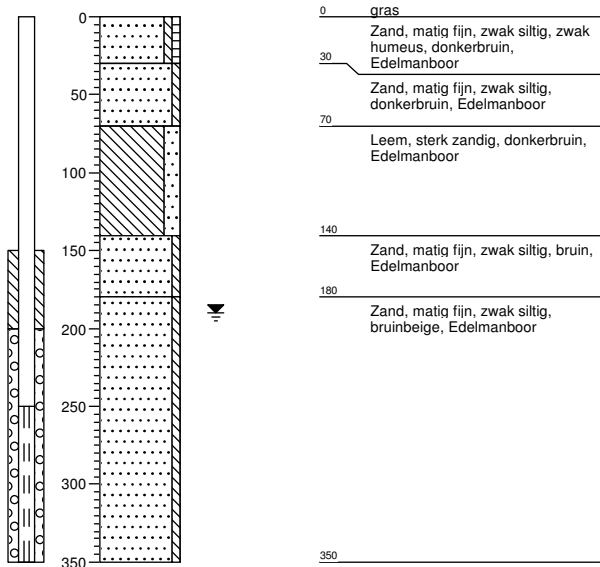 0
50
100
150
200
250
300
350
0
gras
Zand, matig fijn, zwak siltig, zwak
humeus, donkerbruin,
Edelmanboor
30
Zand, matig fijn, zwak siltig,
donkerbruin, Edelmanboor
70
Leem, sterk zandig, donkerbruin,
Edelmanboor
140
Zand, matig fijn, zwak siltig, bruin,
Edelmanboor
180
Zand, matig fijn, zwak siltig,
bruinbeige, Edelmanboor
350